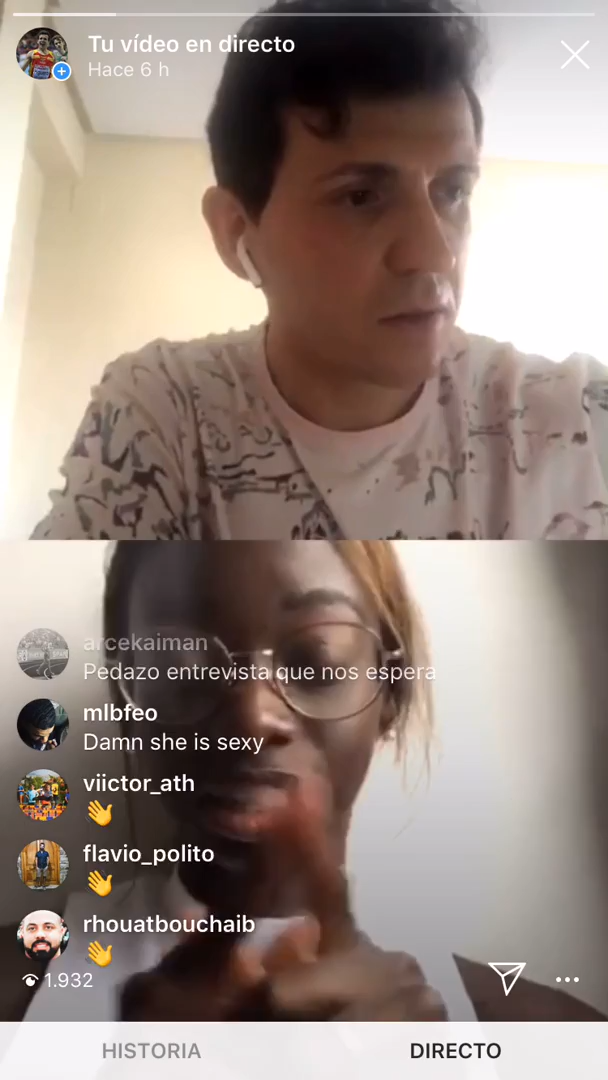 Tu vídeo en directo
Hace 6 h
arcekaiman
Pedazo entrevista que nos espera
mlbfeo
Damn she is sexy
viictor_ath
👋
flavio_polito
👋
rhouatbouchaib
👋
1.932
HISTORIA
DIRECTO